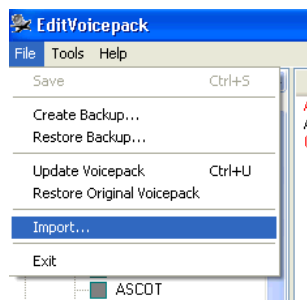 EditVoicepack
File Tools Help
Save Ctrl+S
Create Backup...
Restore Backup...
Update Voicepack Ctrl+U
Restore Original Voicepack
Import...
Exit
ASCOT